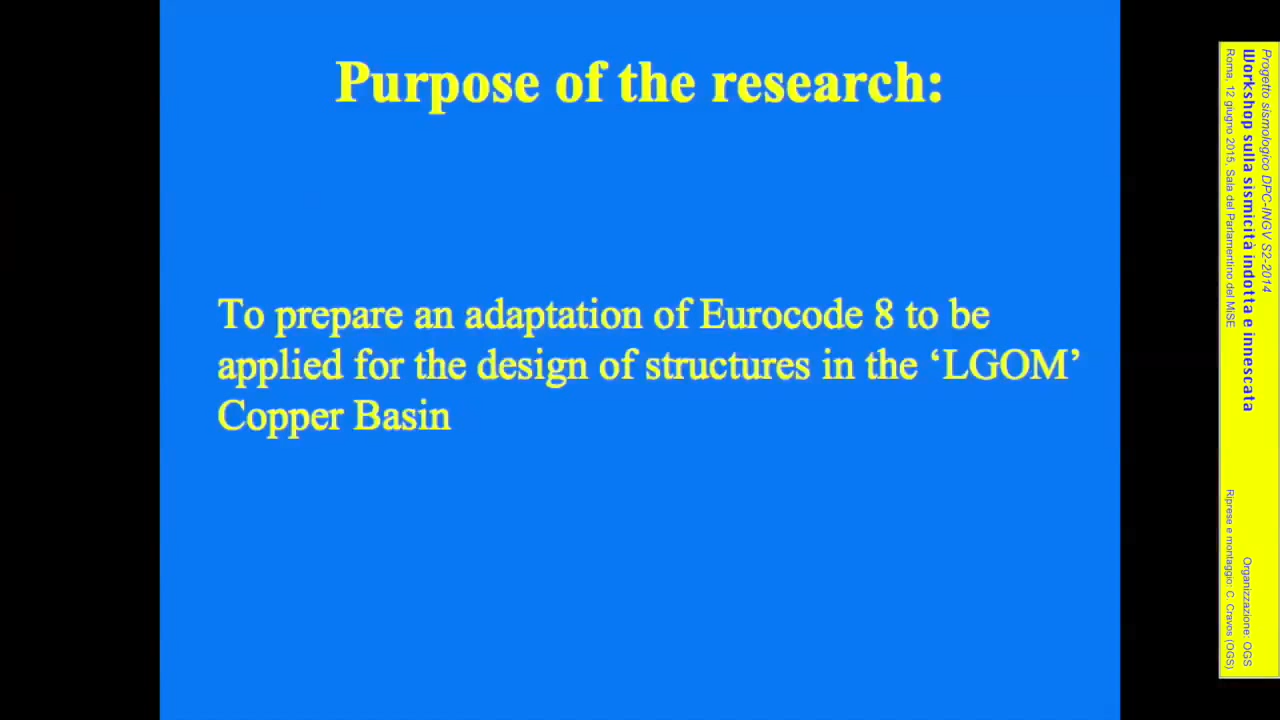 Purpose of the research:
To prepare an adaptation of Eurocode 8 to be
applied for the design of structures in the ‘LGOM’
Copper Basin
Progetto sismologico DPC-INGV S2-2014
Workshop sulla sismicità indotta e innescata
Roma, 12 giugno 2015, Sala del Parlamentino del MISE
Organizzazione: OGS
Riprese e montaggio: C. Cravos (OGS)